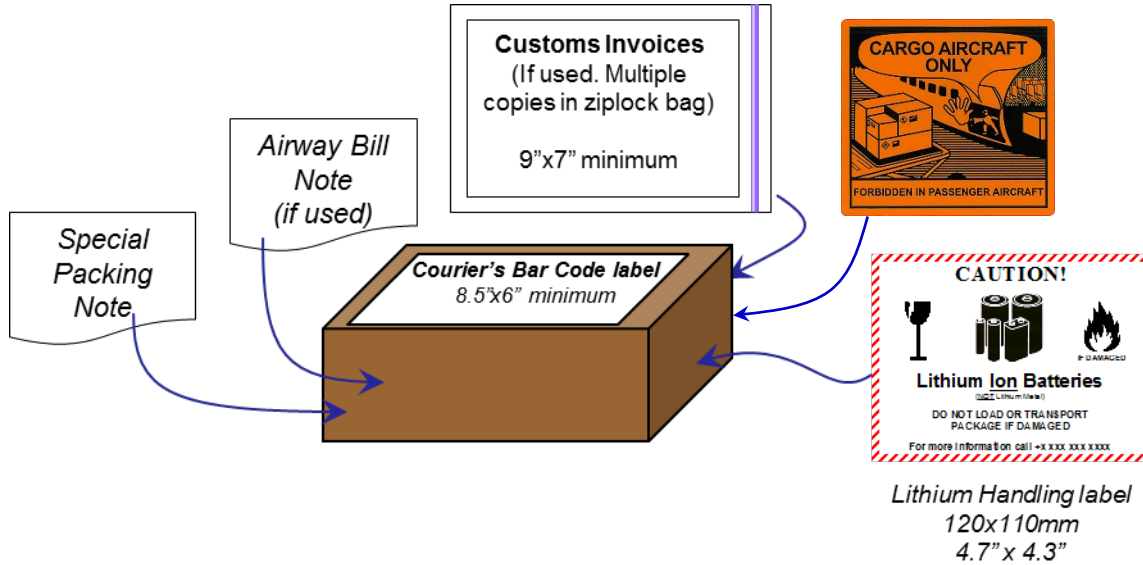 Customs Invoices
(If used. Multiple
copies in ziplock bag)
9”x7” minimum
CARGO AIRCRAFT
ONLY
FORBIDDEN IN PASSENGER AIRCRAFT
Airway Bill
Note
(if used)
Special
Packing
Note
Courier’s Bar Code label
8.5”x6” minimum
CAUTION!
IF DAMAGED
Lithium Ion Batteries
(NOT Lithium Metal)
DO NOT LOAD OR TRANSPORT
PACKAGE IF DAMAGED
For more information call +x xxx xxx xxxx
Lithium Handling label
120x110mm
4.7” x 4.3”